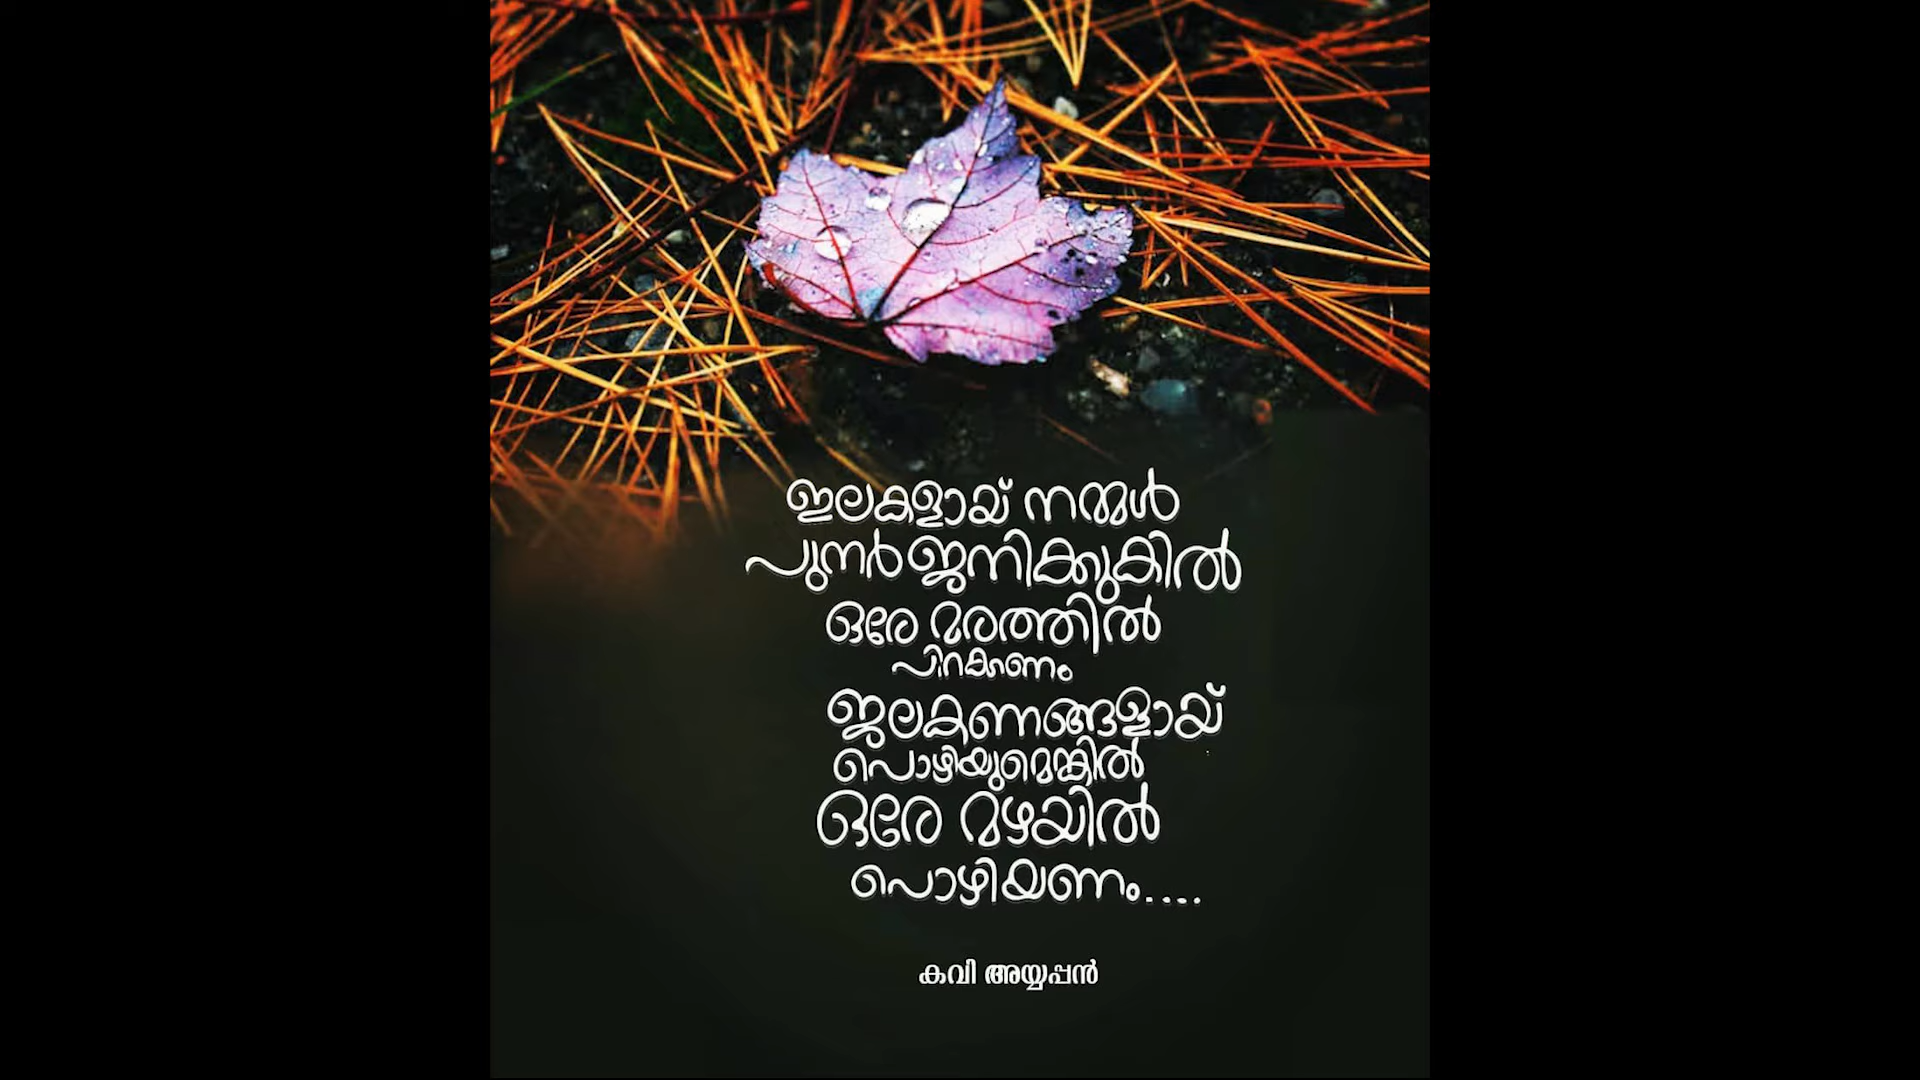 ഇലകളായ് നമ്മൾ
പുനർജനിക്കുകിൽ
ഒരേ മരത്തിൽ
പിറക്കണം
ജലകണങ്ങളായ്
പൊഴിയുമെങ്കിൽ
ഒരേ മഴയിൽ
പൊഴിയണം....
കവി അയ്യപ്പൻ